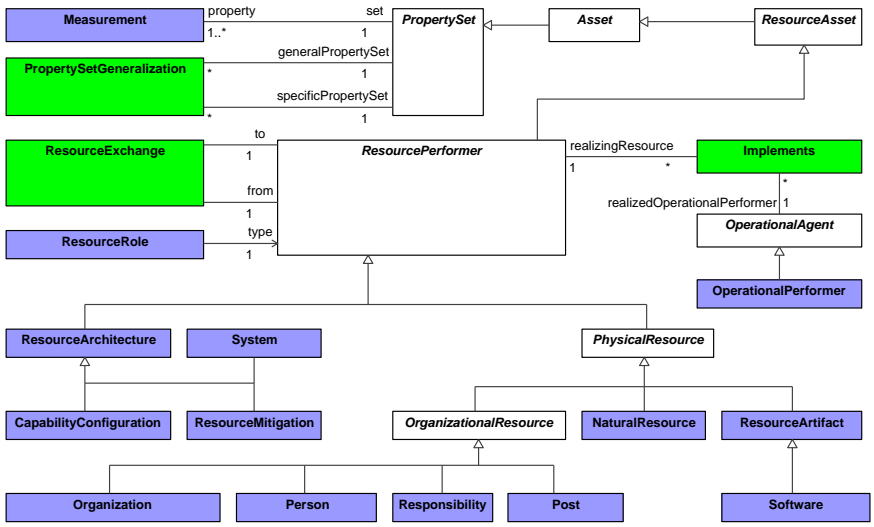 Measurement
property
set
1..*
1
PropertySet
Asset
ResourceAsset
PropertySetGeneralization
generalPropertySet
*
1
specificPropertySet
*
1
ResourceExchange
to
1
from
1
ResourcePerformer
realizingResource
1
*
Implements
*
realizedOperationalPerformer
1
ResourceRole
type
1
OperationalAgent
OperationalPerformer
ResourceArchitecture
System
PhysicalResource
CapabilityConfiguration
ResourceMitigation
OrganizationalResource
NaturalResource
ResourceArtifact
Organization
Person
Responsibility
Post
Software